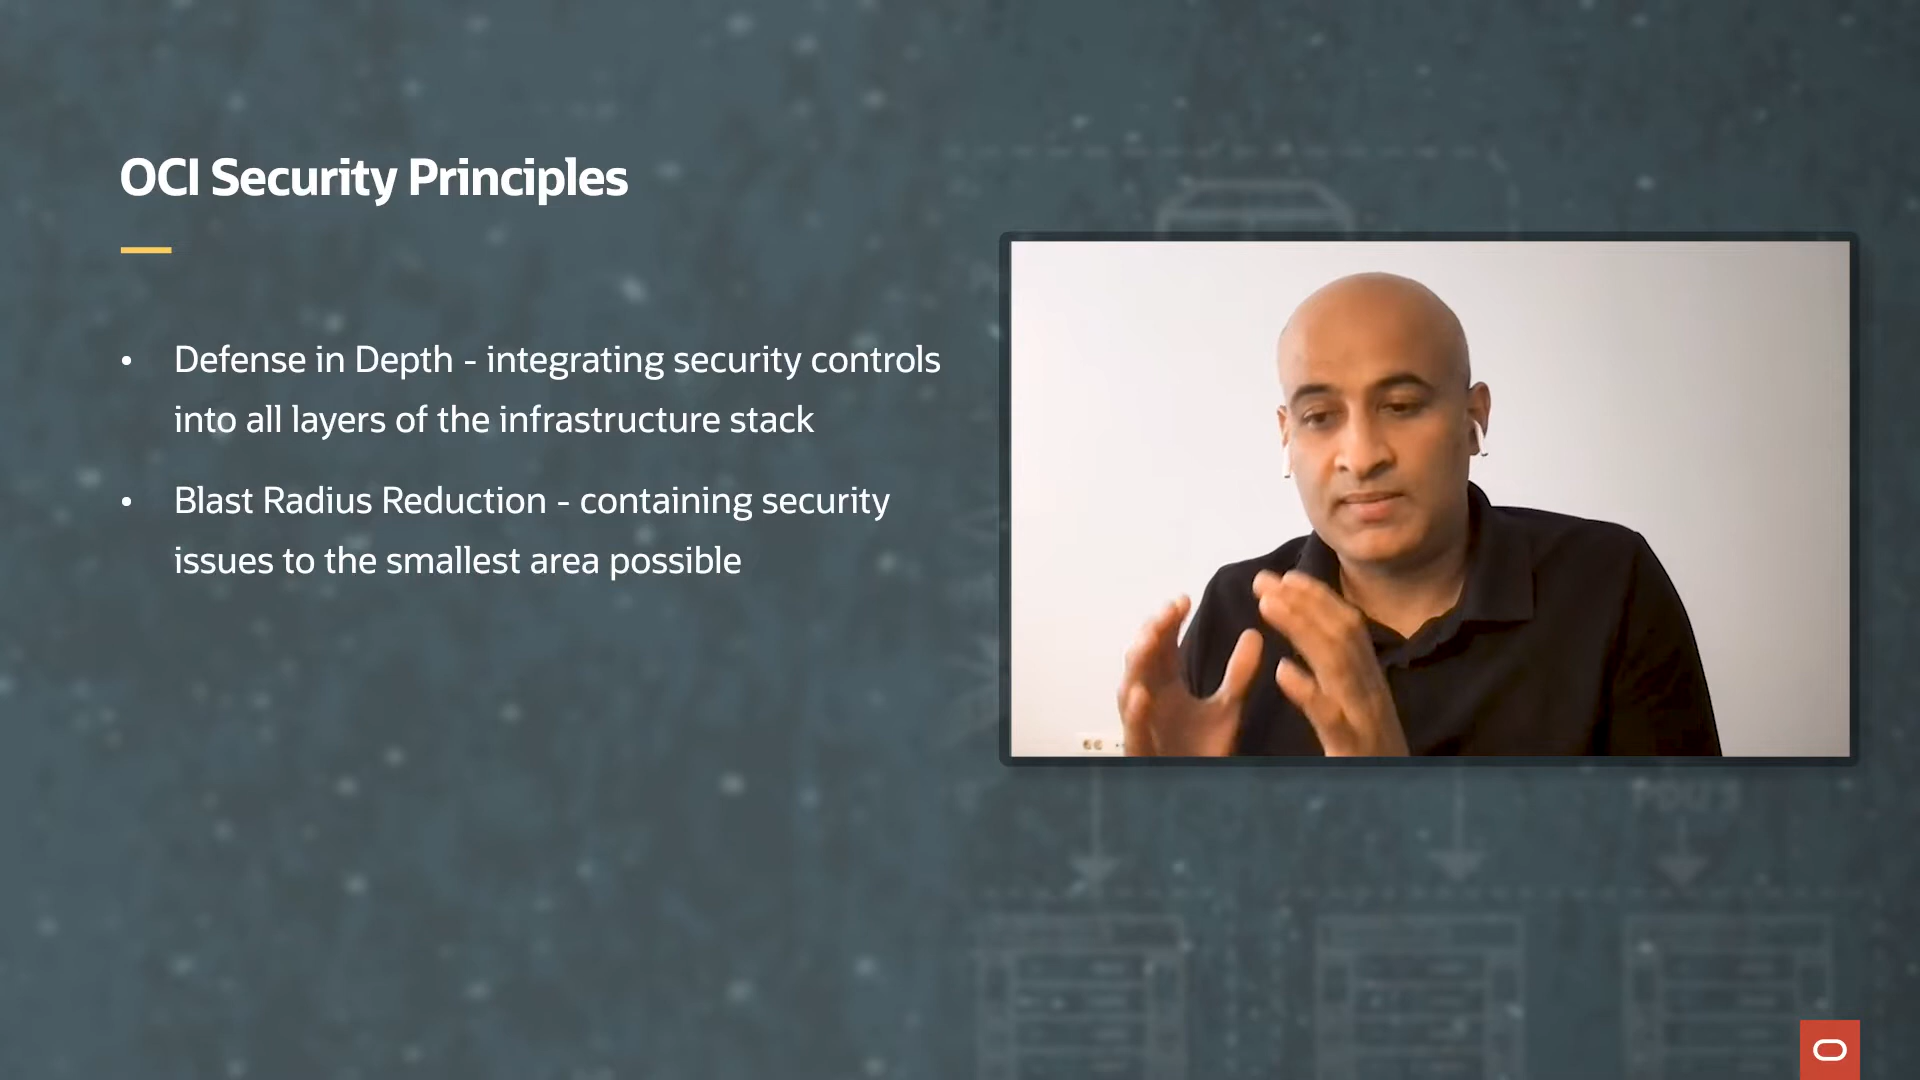 OCI Security Principles
• Defense in Depth - integrating security controls
into all layers of the infrastructure stack
• Blast Radius Reduction - containing security
issues to the smallest area possible